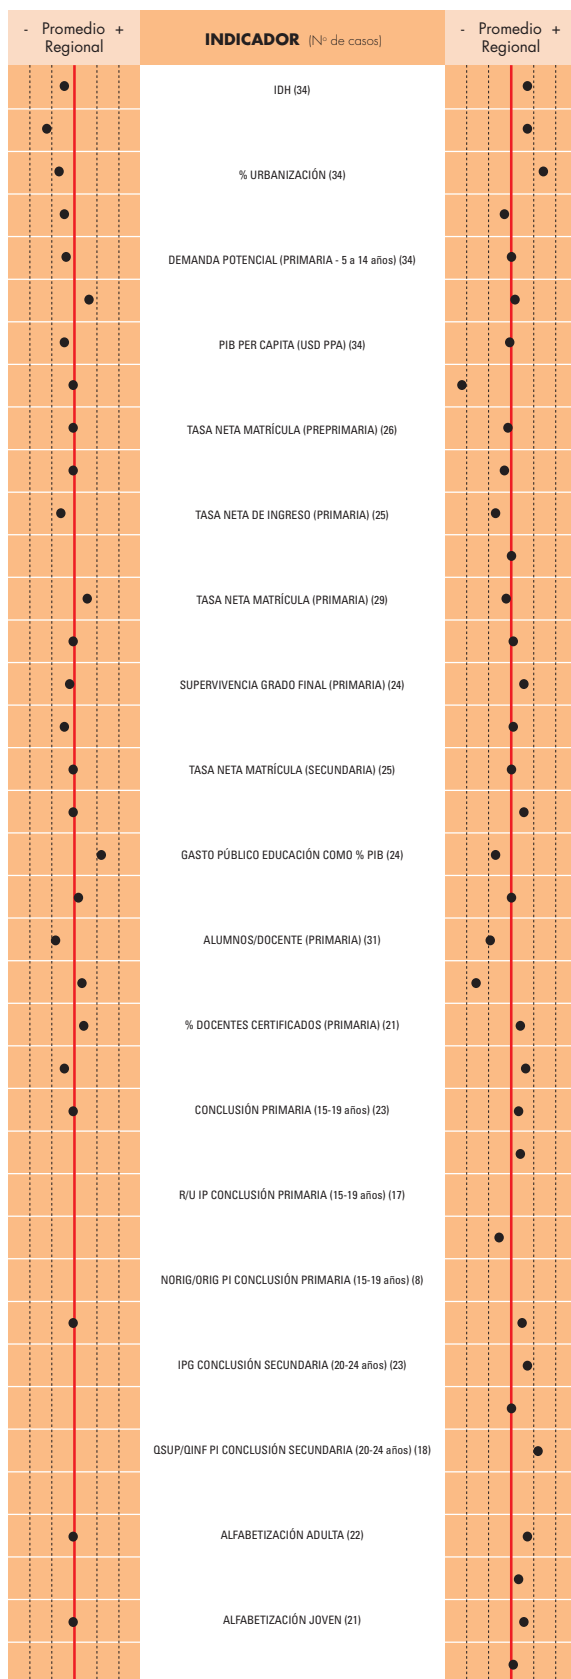 - Promedio +
Regional
INDICADOR (Nº de casos)
- Promedio +
Regional
IDH (34)
% URBANIZACIÓN (34)
DEMANDA POTENCIAL (PRIMARIA - 5 a 14 años) (34)
PIB PER CAPITA (USD PPA) (34)
TASA NETA MATRÍCULA (PREPRIMARIA) (26)
TASA NETA DE INGRESO (PRIMARIA) (25)
TASA NETA MATRÍCULA (PRIMARIA) (29)
SUPERVIVENCIA GRADO FINAL (PRIMARIA) (24)
TASA NETA MATRÍCULA (SECUNDARIA) (25)
GASTO PÚBLICO EDUCACIÓN COMO % PIB (24)
ALUMNOS/DOCENTE (PRIMARIA) (31)
% DOCENTES CERTIFICADOS (PRIMARIA) (21)
CONCLUSIÓN PRIMARIA (15-19 años) (23)
R/U IP CONCLUSIÓN PRIMARIA (15-19 años) (17)
NORIG/ORIG PI CONCLUSIÓN PRIMARIA (15-19 años) (8)
IPG CONCLUSIÓN SECUNDARIA (20-24 años) (23)
QSUP/QINF PI CONCLUSIÓN SECUNDARIA (20-24 años) (18)
ALFABETIZACIÓN ADULTA (22)
ALFABETIZACIÓN JOVEN (21)